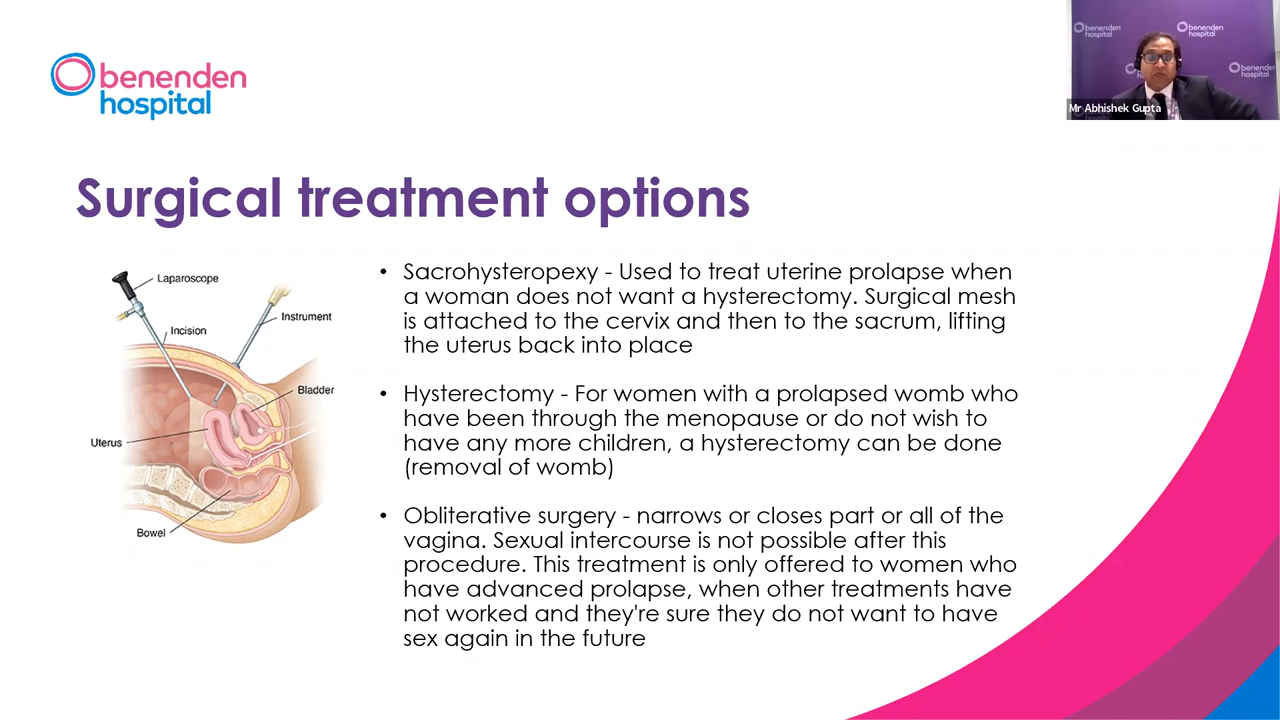 benenden
hospital
benenden
hospital
benenden
hospital
benenden
hospital
Mr Abhishek Gupta
Surgical treatment options
Laparoscope
Instrument
Incision
Bladder
Uterus
Bowel
• Sacrohysteropexy - Used to treat uterine prolapse when
a woman does not want a hysterectomy. Surgical mesh
is attached to the cervix and then to the sacrum, lifting
the uterus back into place
• Hysterectomy - For women with a prolapsed womb who
have been through the menopause or do not wish to
have any more children, a hysterectomy can be done
(removal of womb)
• Obliterative surgery - narrows or closes part or all of the
vagina. Sexual intercourse is not possible after this
procedure. This treatment is only offered to women who
have advanced prolapse, when other treatments have
not worked and they're sure they do not want to have
sex again in the future